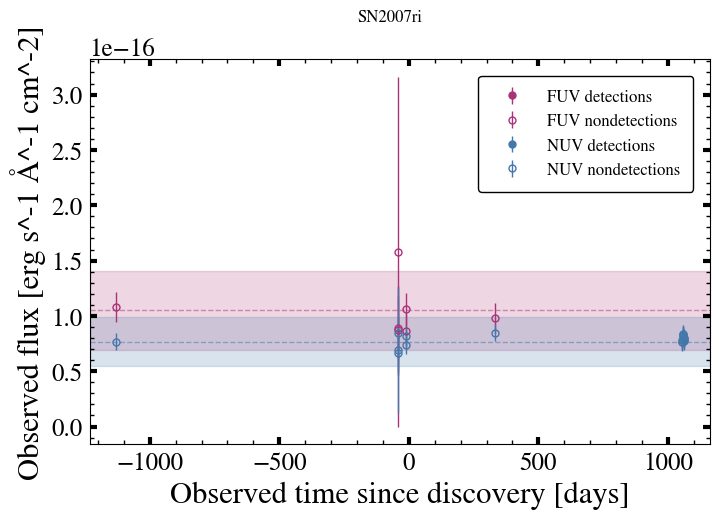 SN2007ri
1e−16
Observed flux [erg s^-1 Å^-1 cm^-2]
3.0
2.5
2.0
1.5
1.0
0.5
0.0
FUV detections
FUV nondetections
NUV detections
NUV nondetections
−1000 −500 0 500 1000
Observed time since discovery [days]